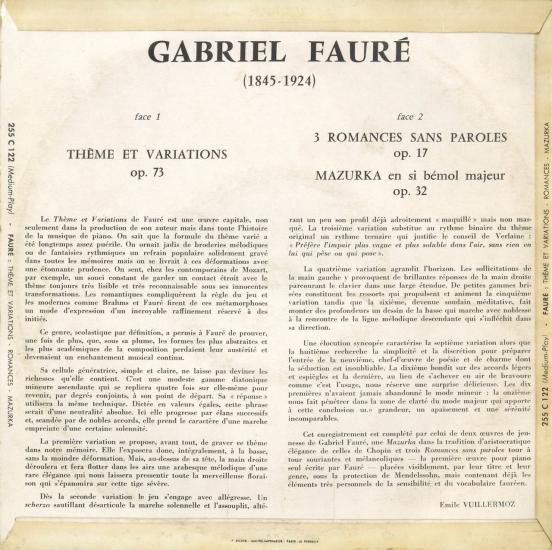 GABRIEL FAURÉ
(1845-1924)
face 1
THÈME ET VARIATIONS
op. 73
face 2
3 ROMANCES SANS PAROLES
op. 17
MAZURKA en si bémol majeur
op. 32
Le Thème et Variations de Fauré est une œuvre capitale, non
seulement dans la production de son auteur mais dans toute l'histoire
de la musique de piano. On sait que la formule du thème varié a
été longtemps assez puérile. On ornait jadis de broderies mélodiques
ou de fantaisies rythmiques un refrain populaire solidement gravé
dans toutes les mémoires mais on se livrait à ces déformations avec
une étonnante prudence. On sent, chez les contemporains de Mozart,
par exemple, un souci constant de garder un contact étroit avec le
thème toujours très lisible et très reconnaissable sous ses innocentes
transformations. Les romantiques compliquèrent la règle du jeu et
les modernes comme Brahms et Fauré firent de ces métamorphoses
un mode d'expression d'un incroyable raffinement réservé à des
initiés.
Ce genre, scolastique par définition, a permis à Fauré de prouver,
une fois de plus, que, sous sa plume, les formes les plus abstraites et
les plus académiques de la composition perdaient leur austérité et
devenaient un enchantement musical continu.
Sa cellule génératrice, simple et claire, ne laisse pas deviner les
richesses qu'elle contient. C'est une modeste gamme diatonique
mineure ascendante qui se repliera quatre fois sur elle-même pour
revenir, par degrés conjoints, à son point de départ. Sa « réponse »
utilisera la même technique. Dictée en valeurs égales, cette phrase
serait d'une neutralité absolue. Ici elle progresse par élans successifs
et, scandée par de nobles accords, elle prend le caractère d'une marche
empreinte d'une certaine solennité.
La première variation se propose, avant tout, de graver ce thème
dans notre mémoire. Elle l'exposera donc, intégralement, à la basse,
sans la moindre déformation. Mais, au-dessus de sa tête, la main droite
déroulera et fera flotter dans les airs une arabesque mélodique d'une
rare élégance qui nous laissera pressentir toute la merveilleuse florai-
son qui s'épanouira sur cette tige sévère.
Dès la seconde variation le jeu s'engage avec allégresse. Un
scherzo sautillant désarticule la marche solennelle et l'assouplit, alté-
rant un peu son profil déjà adroitement « maquillé » mais non mas-
qué. La troisième variation substitue au rythme binaire du thème
original un rythme ternaire qui justifie le conseil de Verlaine :
« Préfère l'impair plus vague et plus soluble dans l'air, sans rien en
lui qui pèse ou qui pose ».
La quatrième variation agrandit l'horizon. Les sollicitations de
la main gauche y provoquent de brillantes réponses de la main droite
parcourant le clavier dans une large étendue. De petites gammes bri-
sées constituent les ressorts qui propulsent et animent la cinquième
variation tandis que la sixième, devenue soudain méditative, fait
monter des profondeurs un dessin de la basse qui marche avec noblesse
à la rencontre de la ligne mélodique descendante qui s'infléchit dans
sa direction.
Une élocution syncopée caractérise la septième variation alors que
la huitième recherche la simplicité et la discrétion pour préparer
l'entrée de la neuvième, chef-d'œuvre de poésie et de charme dont
la séduction est inoubliable. La dixième bondit sur des accords légers
et espiègles et la dernière, au lieu de s'achever en air de bravoure
comme c'est l'usage, nous réserve une surprise délicieuse. Les dix
premières n'avaient jamais abandonné le mode mineur : la onzième
nous fait pénétrer dans la zone de clarté du mode majeur qui apporte
à cette conclusion une grandeur, un apaisement et une sérénité
incomparables.
Cet enregistrement est complété par celui de deux œuvres de jeu-
nesse de Gabriel Fauré, une Mazurka dans la tradition d'aristocratique
élégance de celles de Chopin et trois Romances sans paroles tour à
tour souriantes et mélancoliques — la première œuvre pour piano
seul écrite par Fauré — placées visiblement, par leur titre et leur
genre, sous la protection de Mendelssohn, mais contenant déjà les
éléments très personnels de la sensibilité et du vocabulaire fauréen.
Emile VUILLERMOZ
255 C 122 (Medium-Play) - FAURÉ : THÈME ET VARIATIONS - ROMANCES - MAZURKA
255 C 122 (Medium-Play) - FAURÉ : THÈME ET VARIATIONS - ROMANCES - MAZURKA